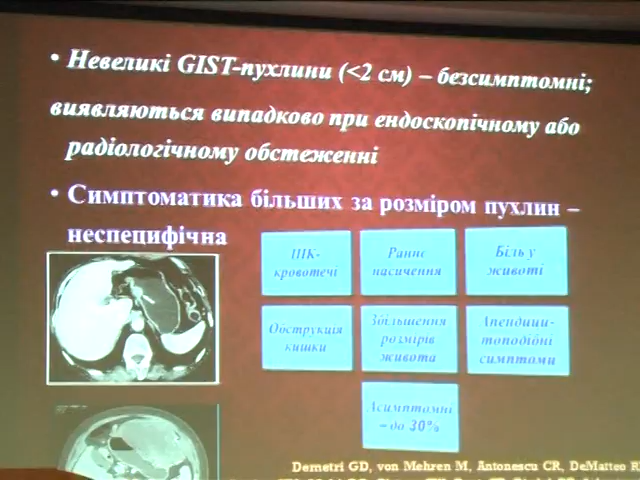 • Невеликі GIST-пухлини (<2 см) – безсимптомні;
виявляються випадково при ендоскопічному або
радіологічному обстеженні
• Симптоматика більших за розміром пухлин –
неспецифічна
ШК-
кровотечі
Раннє
насичення
Біль у
животі
Обструкція
кишки
Збільшення
розмірів
живота
Апендици-
топодібні
симптоми
Асимптомні
– до 30%
Demetri GD, von Mehren M, Antonescu CR, DeMatteo